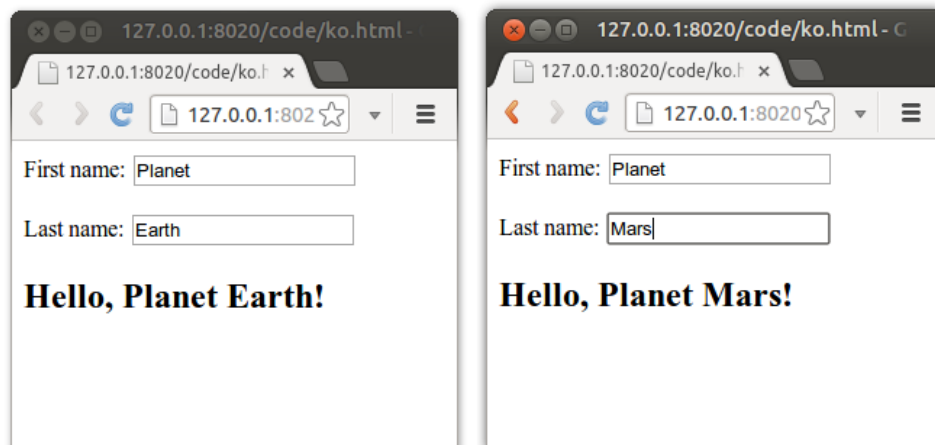 127.0.0.1:8020/code/ko.html - G
127.0.0.1:8020/code/ko.h
127.0.0.1:802
First name: Planet
Last name: Earth
Hello, Planet Earth!
127.0.0.1:8020/code/ko.html - G
127.0.0.1:8020/code/ko.h
127.0.0.1:8020
First name: Planet
Last name: Mars
Hello, Planet Mars!